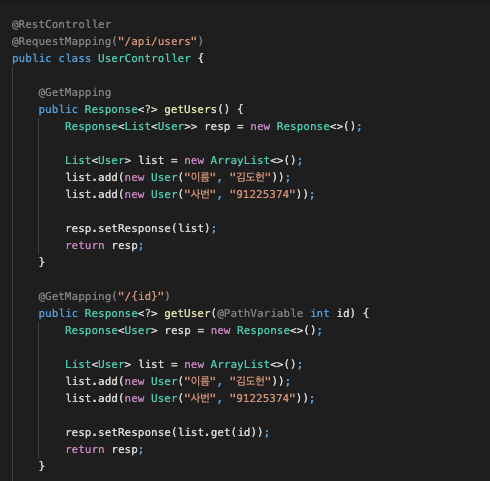 @RestController
@RequestMapping("/api/users")
public class UserController {
@GetMapping
public Response<?> getUsers() {
Response<List<User>> resp = new Response<>();
List<User> list = new ArrayList<>();
list.add(new User("이름", "김도헌"));
list.add(new User("사번", "91225374"));
resp.setResponse(list);
return resp;
}
@GetMapping("/{id}")
public Response<?> getUser(@PathVariable int id) {
Response<User> resp = new Response<>();
List<User> list = new ArrayList<>();
list.add(new User("이름", "김도헌"));
list.add(new User("사번", "91225374"));
resp.setResponse(list.get(id));
return resp;
}